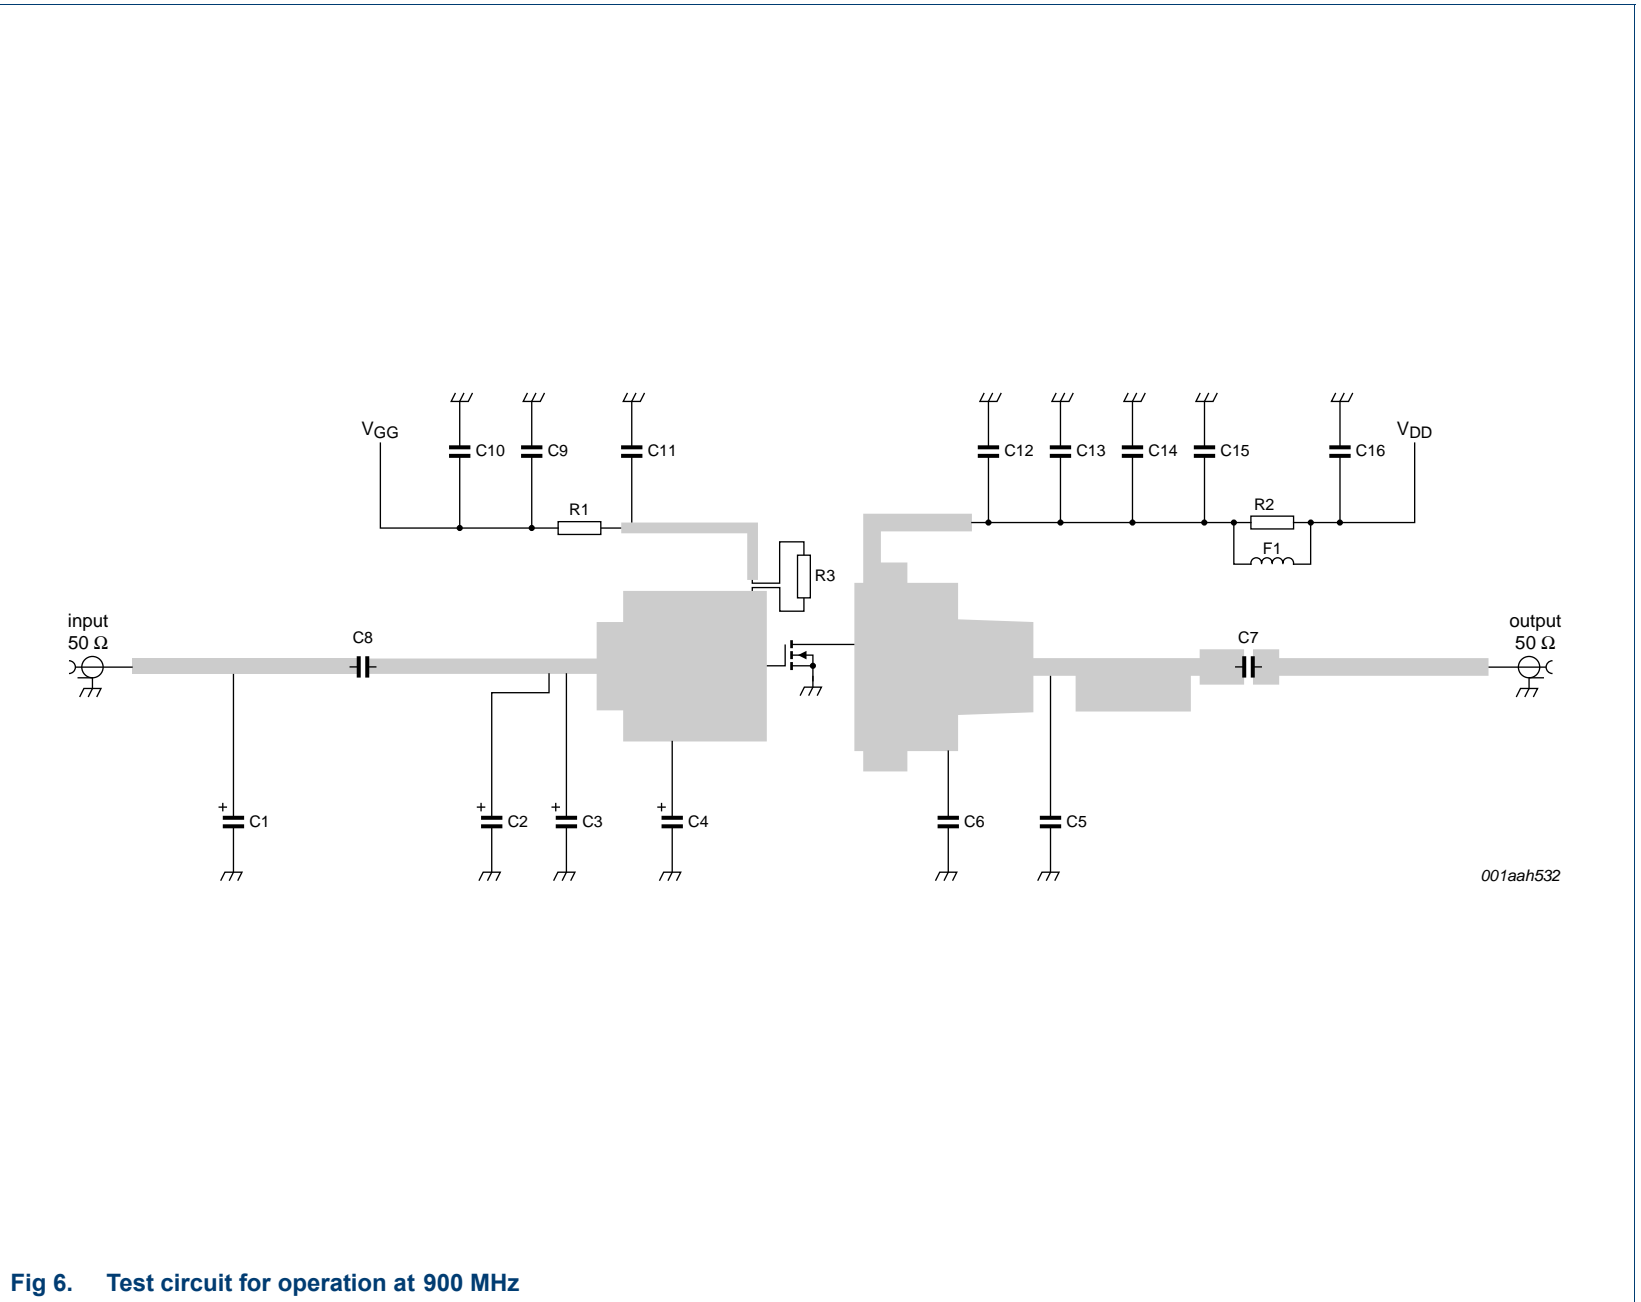 C10 C9 C11 C12 C13 C14 C15 C16
VGG VDD
R1 R2
F1
R3
input
50 Ω
output
50 Ω
C8 C7
+ + + +
C1 C2 C3 C4 C6 C5
001aah532
Fig 6. Test circuit for operation at 900 MHz